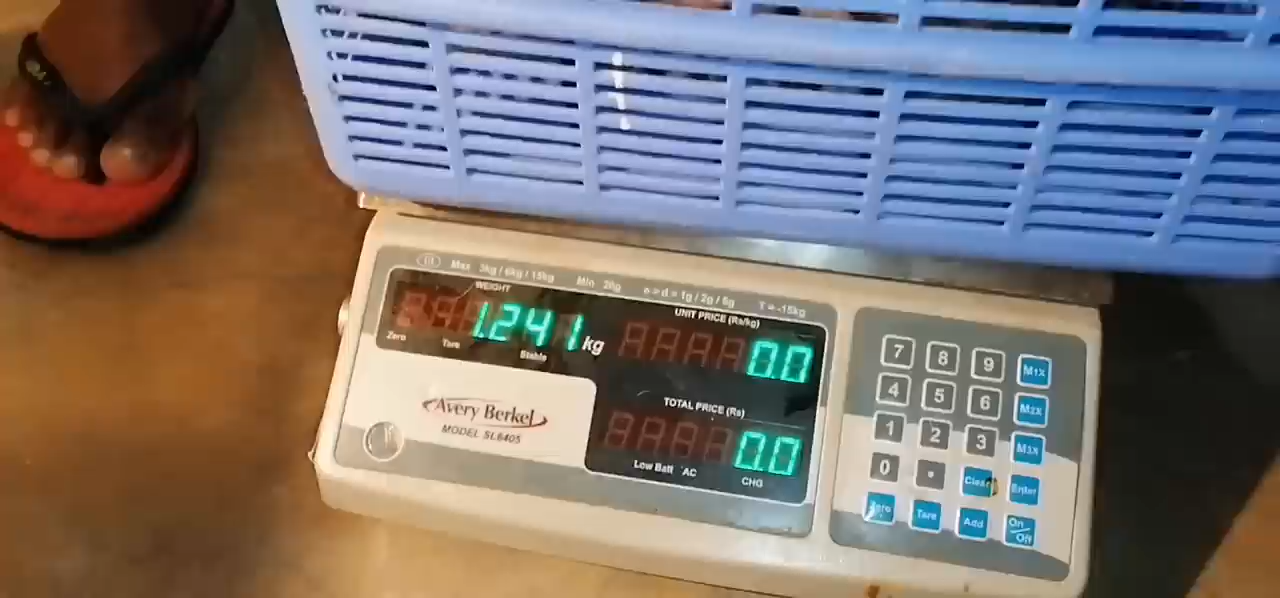 Max 3kg / 6kg / 15kg Min 20g e = d = 1g / 2g / 5g T = -15kg
WEIGHT
1.241 kg
Zero Tare Stable
UNIT PRICE (Rs/kg)
0.0
TOTAL PRICE (Rs)
0.0
Low Batt AC CHG
Avery Berkel
MODEL SL6405
7 8 9 M1X
4 5 6 M2X
1 2 3 M3X
0 . Clear Enter
Zero Tare Add On/Off